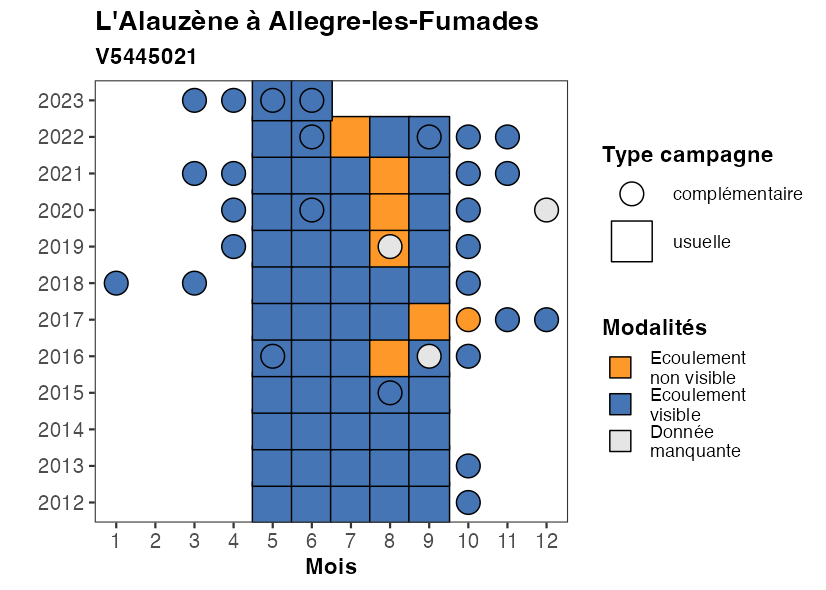 L'Alauzène à Allegre-les-Fumades
V5445021
2023
2022
2021
2020
2019
2018
2017
2016
2015
2014
2013
2012
1 2 3 4 5 6 7 8 9 10 11 12
Mois
Type campagne
complémentaire
usuelle
Modalités
Ecoulement
non visible
Ecoulement
visible
Donnée
manquante